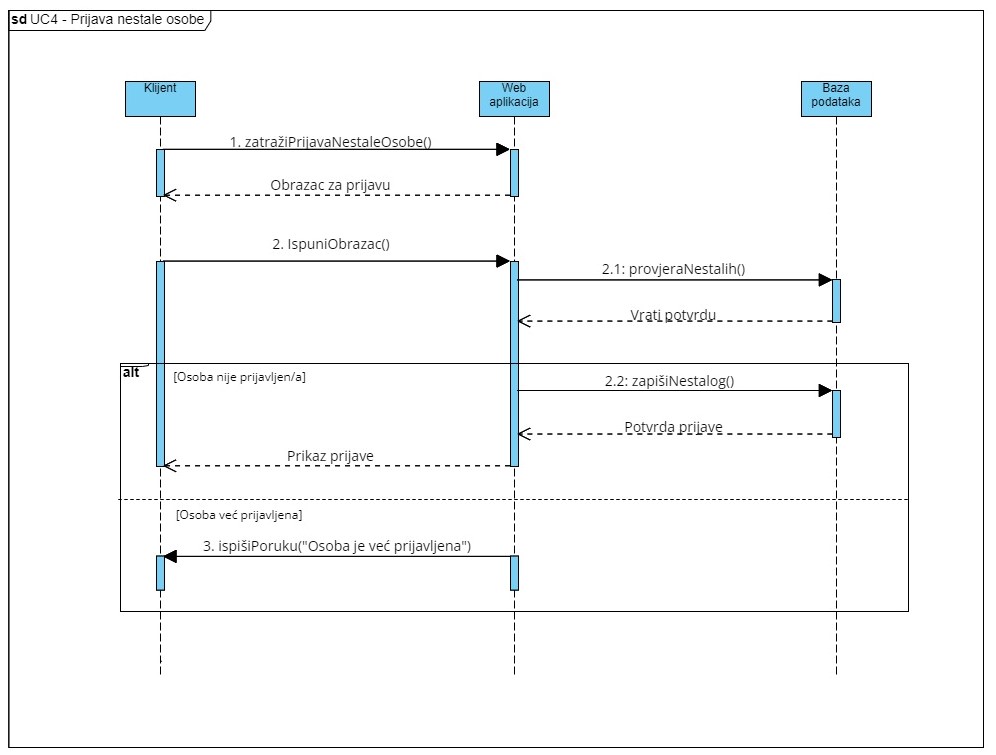 sd UC4 - Prijava nestale osobe
Klijent
Web
aplikacija
Baza
podataka
1. zatražiPrijavaNestaleOsobe()
Obrazac za prijavu
2. IspuniObrazac()
2.1: provjeraNestalih()
Vrati potvrdu
alt
[Osoba nije prijavljen/a]
2.2: zapišiNestalog()
Potvrda prijave
Prikaz prijave
[Osoba već prijavljena]
3. ispišiPoruku("Osoba je već prijavljena")